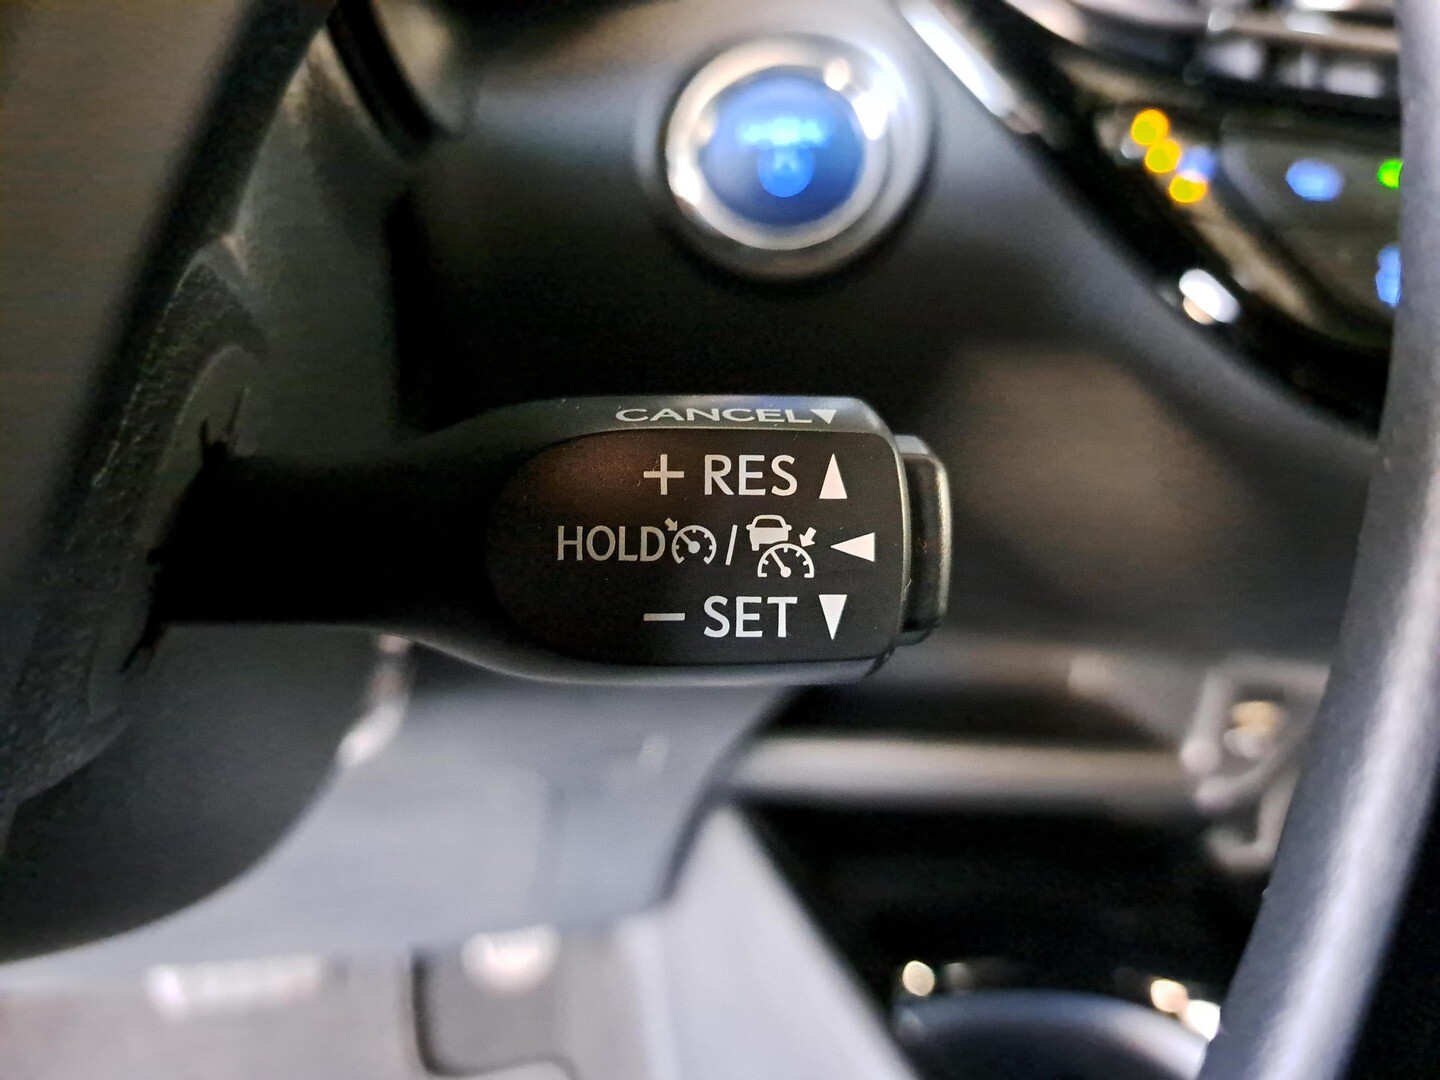 CANCEL▼
+ RES ▲
HOLD / ◀
− SET ▼